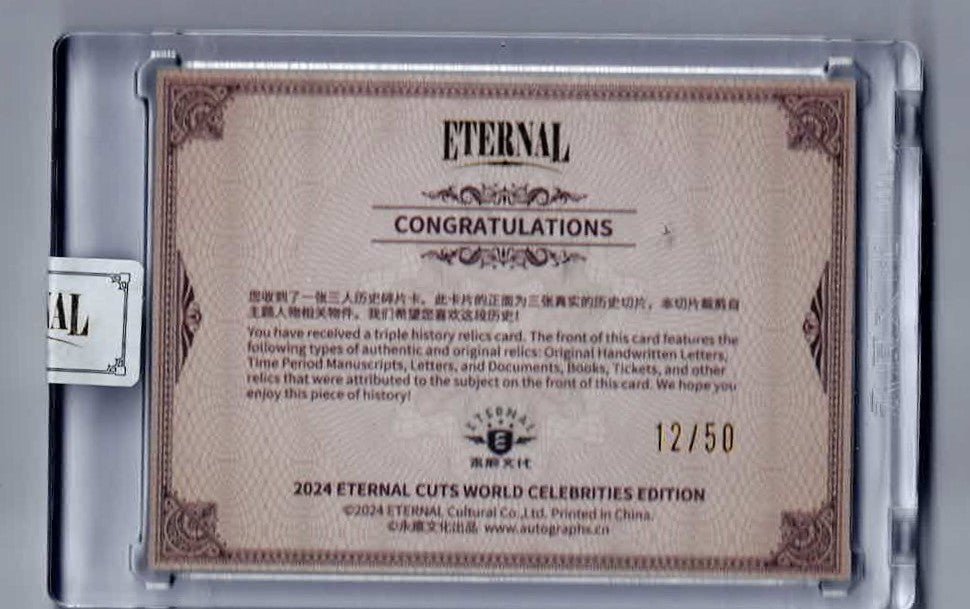 ETERNAL
CONGRATULATIONS
您收到了一张三人历史碎片卡。此卡片的正面为三张真实的历史切片，本切片裁剪自
主题人物相关物件。我们希望您喜欢这段历史!
You have received a triple history relics card. The front of this card features the
following types of authentic and original relics: Original Handwritten Letters,
Time Period Manuscripts, Letters, and Documents, Books, Tickets, and other
relics that were attributed to the subject on the front of this card. We hope you
enjoy this piece of history!
NAL
ETERNAL
E
12/50
永恒文化
2024 ETERNAL CUTS WORLD CELEBRITIES EDITION
©2024 ETERNAL Cultural Co.,Ltd. Printed in China.
©永恒文化出品 www.autographs.cn